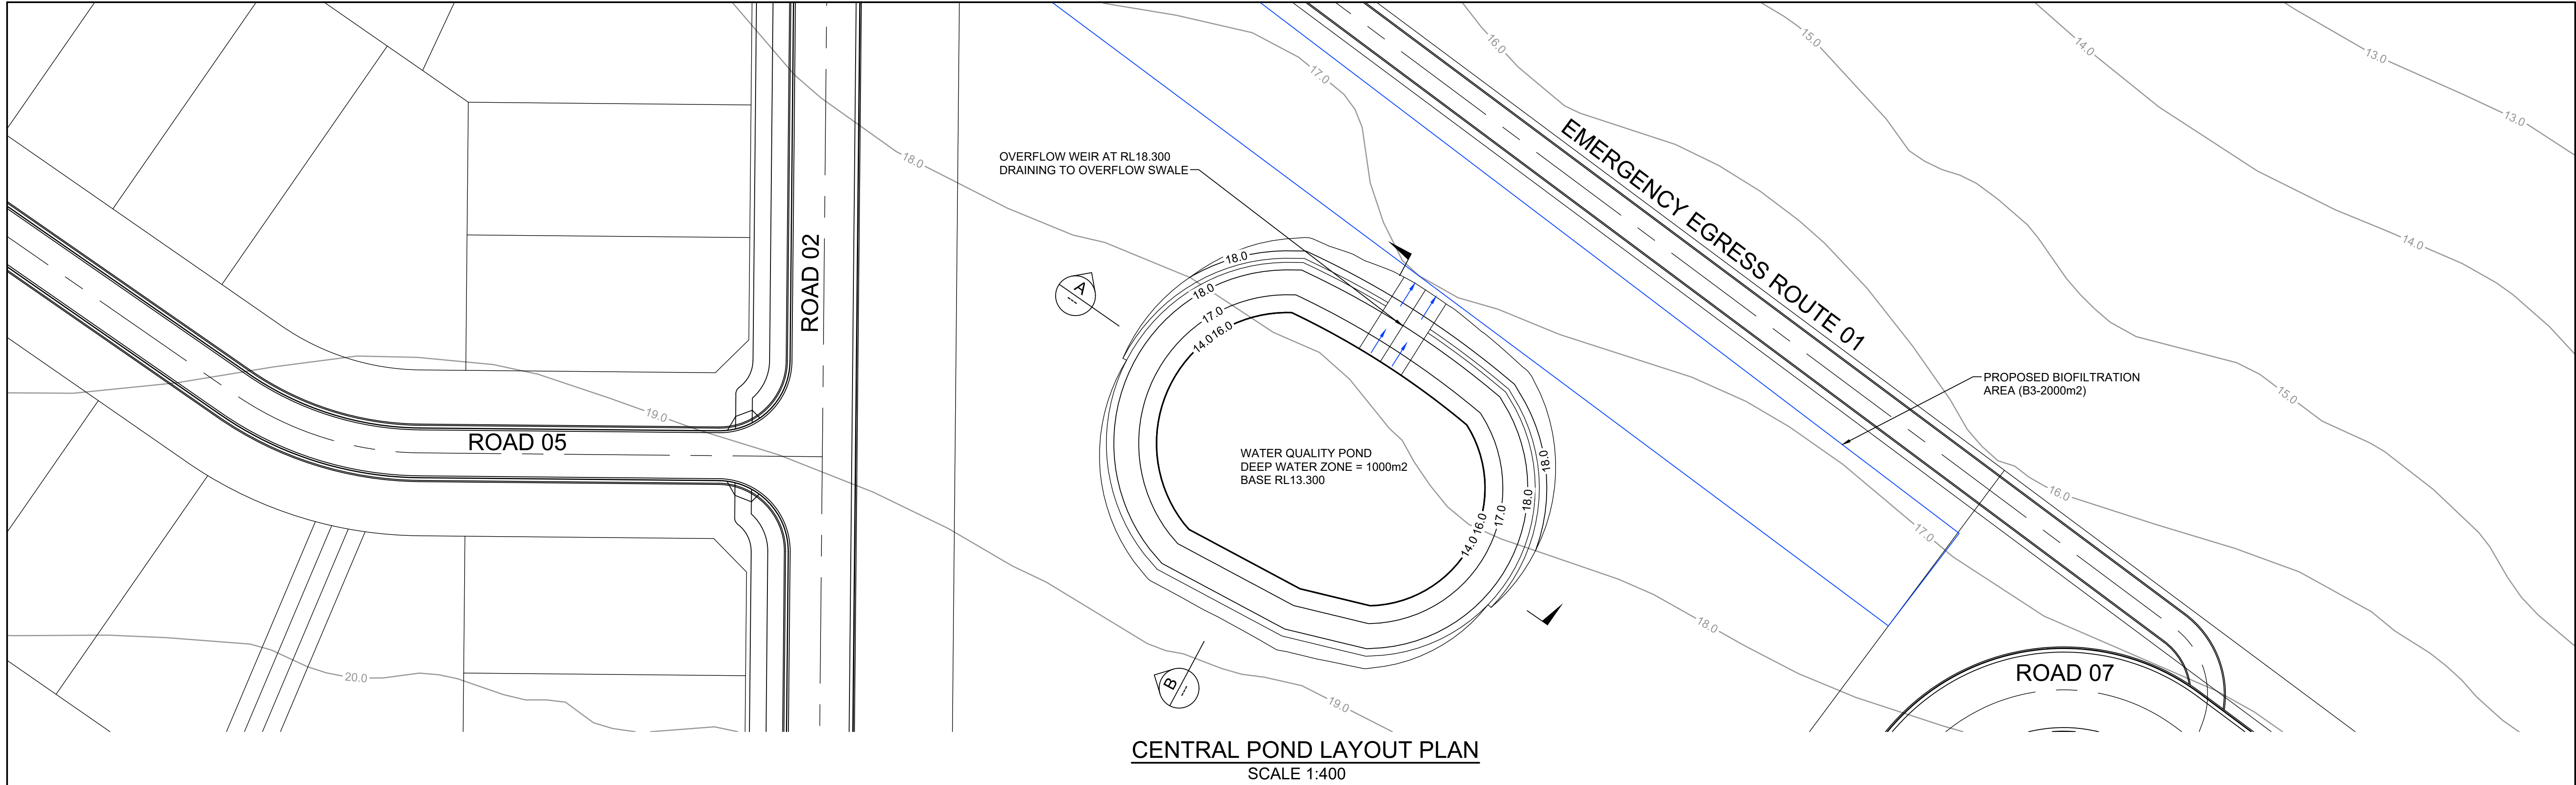 16.0
15.0
14.0
13.0
17.0
13.0
18.0
OVERFLOW WEIR AT RL18.300
DRAINING TO OVERFLOW SWALE
EMERGENCY EGRESS ROUTE 01
ROAD 02
14.0
18.0
18.0
A
---
17.0
14.0
16.0
PROPOSED BIOFILTRATION
AREA (B3-2000m2)
15.0
19.0
ROAD 05
WATER QUALITY POND
DEEP WATER ZONE = 1000m2
BASE RL13.300
18.0
18.0
17.0
16.0
14.0
16.0
17.0
18.0
20.0
B
---
19.0
ROAD 07
CENTRAL POND LAYOUT PLAN
SCALE 1:400